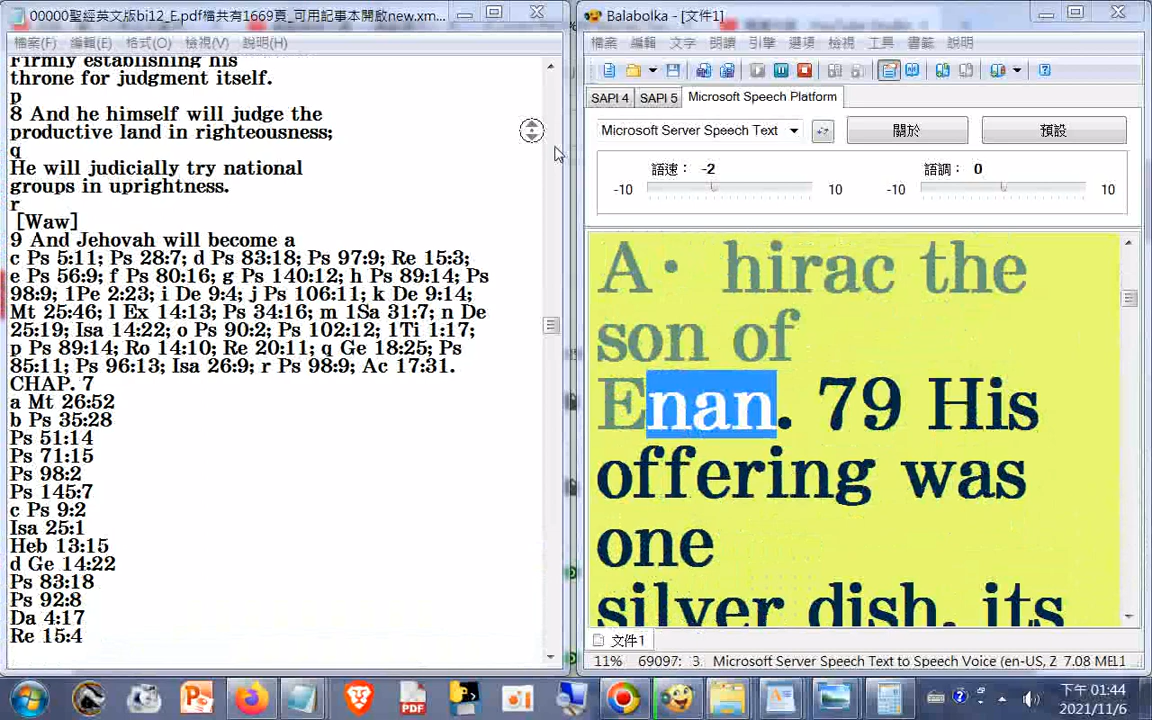 00000聖經英文版bi12_E.pdf檔共有1669頁_可用記事本開啟new.xm...
檔案(F) 編輯(E) 格式(O) 檢視(V) 說明(H)
Firmly establishing his
throne for judgment itself.
p
8 And he himself will judge the
productive land in righteousness;
q
He will judicially try national
groups in uprightness.
r
[Waw]
9 And Jehovah will become a
c Ps 5:11; Ps 28:7; d Ps 83:18; Ps 97:9; Re 15:3;
e Ps 56:9; f Ps 80:16; g Ps 140:12; h Ps 89:14; Ps
98:9; 1Pe 2:23; i De 9:4; j Ps 106:11; k De 9:14;
Mt 25:46; l Ex 14:13; Ps 34:16; m 1Sa 31:7; n De
25:19; Isa 14:22; o Ps 90:2; Ps 102:12; 1Ti 1:17;
p Ps 89:14; Ro 14:10; Re 20:11; q Ge 18:25; Ps
85:11; Ps 96:13; Isa 26:9; r Ps 98:9; Ac 17:31.
CHAP. 7
a Mt 26:52
b Ps 35:28
Ps 51:14
Ps 71:15
Ps 98:2
Ps 145:7
c Ps 9:2
Isa 25:1
Heb 13:15
d Ge 14:22
Ps 83:18
Ps 92:8
Da 4:17
Re 15:4
Balabolka - [文件1]
檔案 編輯 文字 朗讀 引擎 選項 檢視 工具 書籤 說明
SAPI 4 SAPI 5 Microsoft Speech Platform
Microsoft Server Speech Text 關於 預設
語速: -2 語調: 0
-10 10 -10 10
A· hirac the
son of
Enan. 79 His
offering was
one
silver dish, its
文件1
11% 69097: 3. Microsoft Server Speech Text to Speech Voice (en-US, Z 7.08 MEL1
PDF
下午 01:44
2021/11/6